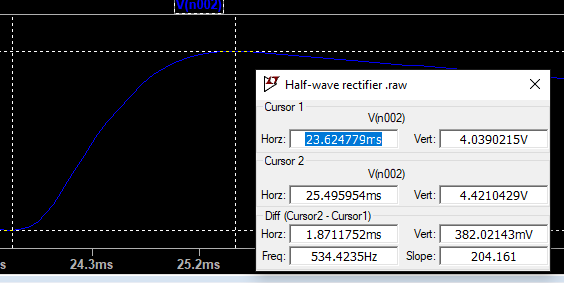 V(n002)
Half-wave rectifier .raw
Cursor 1
V(n002)
Horz: 23.624779ms Vert: 4.0390215V
Cursor 2
V(n002)
Horz: 25.495954ms Vert: 4.4210429V
Diff (Cursor2 - Cursor1)
Horz: 1.8711752ms Vert: 382.02143mV
Freq: 534.4235Hz Slope: 204.161
s 24.3ms 25.2ms